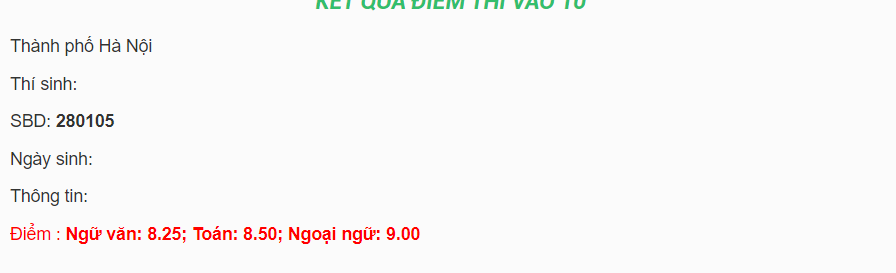 KẾT QUẢ ĐIỂM THI VÀO 10
Thành phố Hà Nội
Thí sinh:
SBD: 280105
Ngày sinh:
Thông tin:
Điểm : Ngữ văn: 8.25; Toán: 8.50; Ngoại ngữ: 9.00